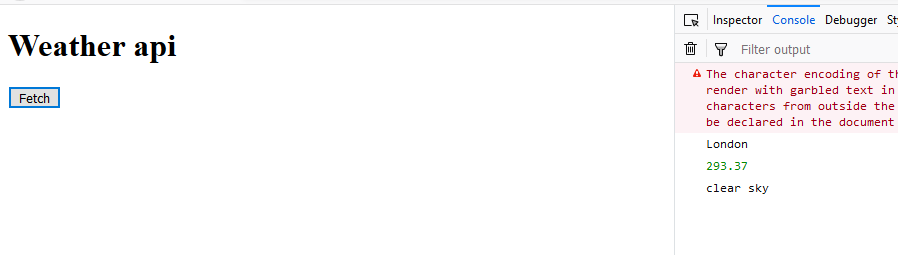 Weather api
Fetch
Inspector Console Debugger
Filter output
The character encoding of
render with garbled text in
characters from outside the
be declared in the document
London
293.37
clear sky